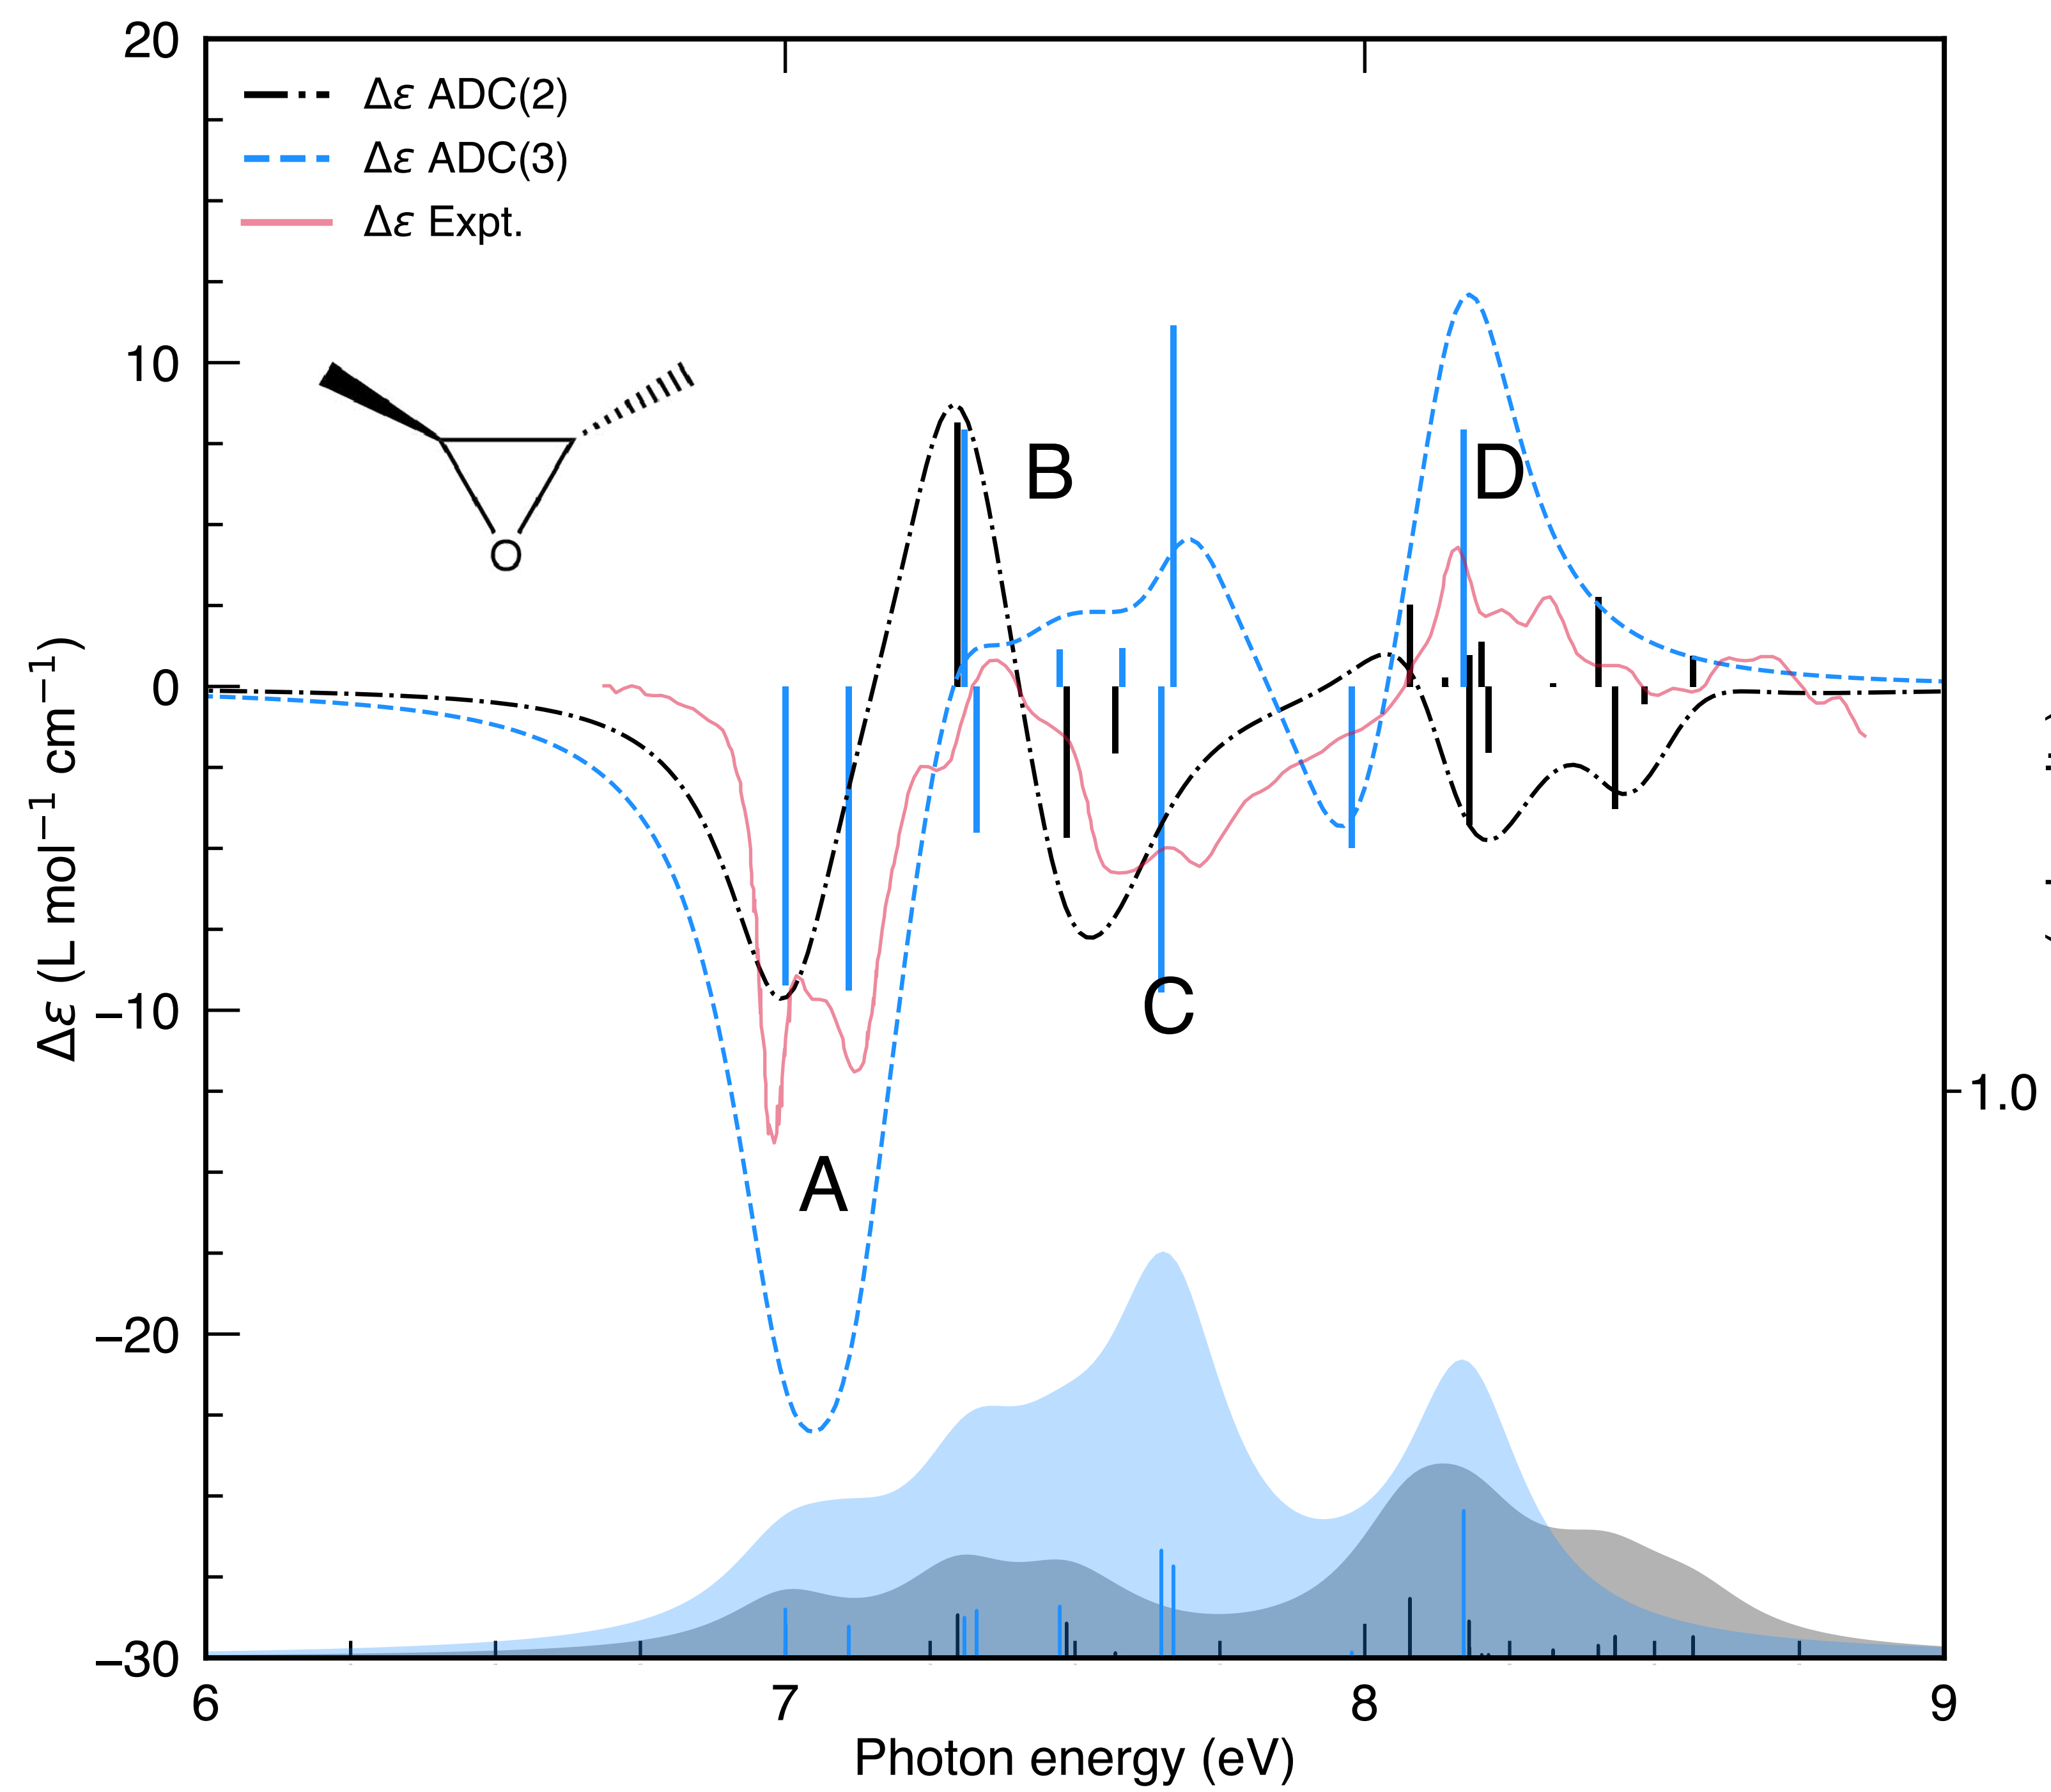 20
10
0
−10
−20
−30
Δε (L mol⁻¹ cm⁻¹)
Δε ADC(2)
Δε ADC(3)
Δε Expt.
O
B
D
C
A
1.0
6
7
8
9
Photon energy (eV)